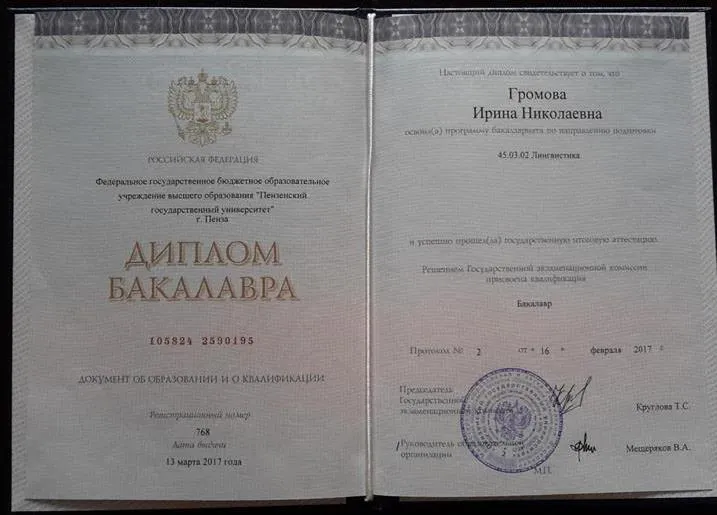 РОССИЙСКАЯ ФЕДЕРАЦИЯ
Федеральное государственное бюджетное образовательное
учреждение высшего образования "Пензенский
государственный университет"
г. Пенза
ДИПЛОМ
БАКАЛАВРА
105824 2590195
ДОКУМЕНТ ОБ ОБРАЗОВАНИИ И О КВАЛИФИКАЦИИ
Регистрационный номер
768
Дата выдачи
13 марта 2017 года
Настоящий диплом свидетельствует о том, что
Громова
Ирина Николаевна
освоил(а) программу бакалавриата по направлению подготовки
45.03.02 Лингвистика
и успешно прошел(ла) государственную итоговую аттестацию
Решением Государственной экзаменационной комиссии
присвоена квалификация
Бакалавр
Протокол № 2 от « 16 » февраля 2017 г.
Председатель
Государственной
экзаменационной комиссии
Круглова Т.С.
Руководитель образовательной
организации
Мещеряков В.А.
М.П.